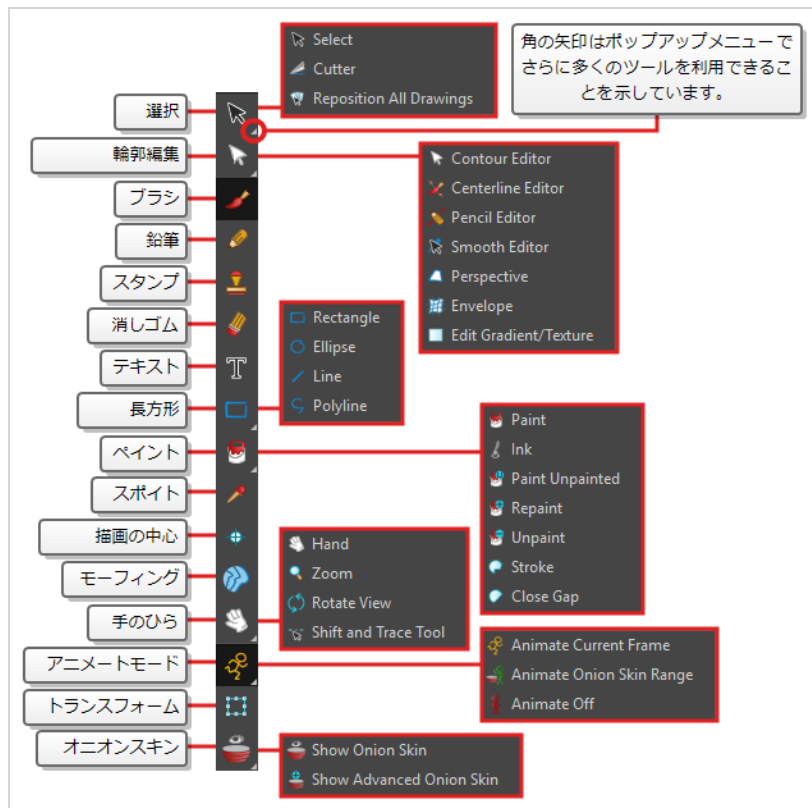 Select
Cutter
Reposition All Drawings
角の矢印はポップアップメニューで
さらに多くのツールを利用できるこ
とを示しています。
選択
輪郭編集
ブラシ
鉛筆
スタンプ
消しゴム
テキスト
長方形
ペイント
スポイト
描画の中心
モーフィング
手のひら
アニメートモード
トランスフォーム
オニオンスキン
Contour Editor
Centerline Editor
Pencil Editor
Smooth Editor
Perspective
Envelope
Edit Gradient/Texture
Rectangle
Ellipse
Line
Polyline
Paint
Ink
Paint Unpainted
Repaint
Unpaint
Stroke
Close Gap
Hand
Zoom
Rotate View
Shift and Trace Tool
Animate Current Frame
Animate Onion Skin Range
Animate Off
Show Onion Skin
Show Advanced Onion Skin